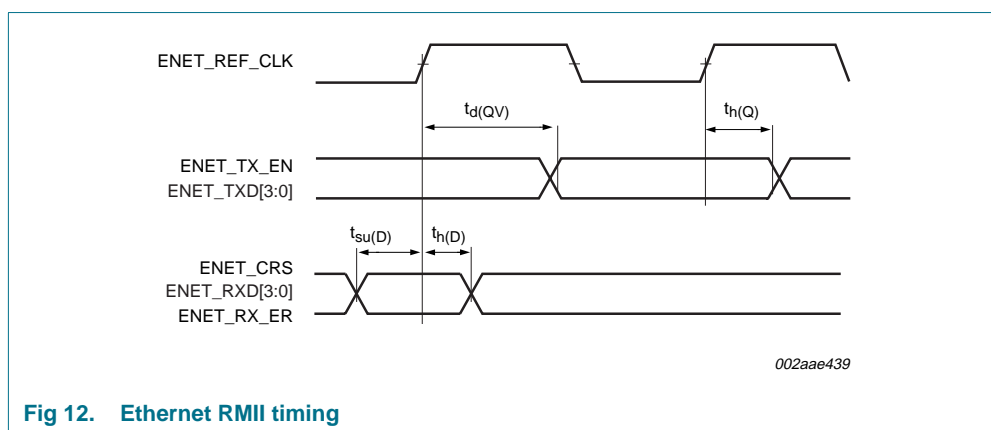 ENET_REF_CLK
td(QV)
th(Q)
ENET_TX_EN
ENET_TXD[3:0]
tsu(D)
th(D)
ENET_CRS
ENET_RXD[3:0]
ENET_RX_ER
002aae439
Fig 12. Ethernet RMII timing